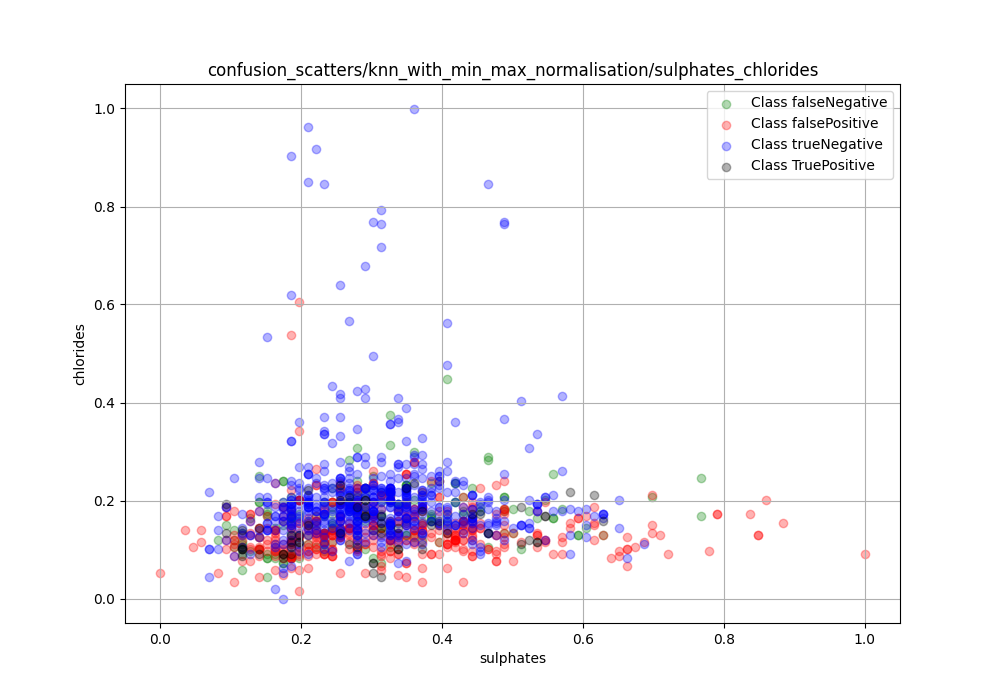 confusion_scatters/knn_with_min_max_normalisation/sulphates_chlorides
Class falseNegative
Class falsePositive
Class trueNegative
Class TruePositive
chlorides
1.0
0.8
0.6
0.4
0.2
0.0
0.0 0.2 0.4 0.6 0.8 1.0
sulphates